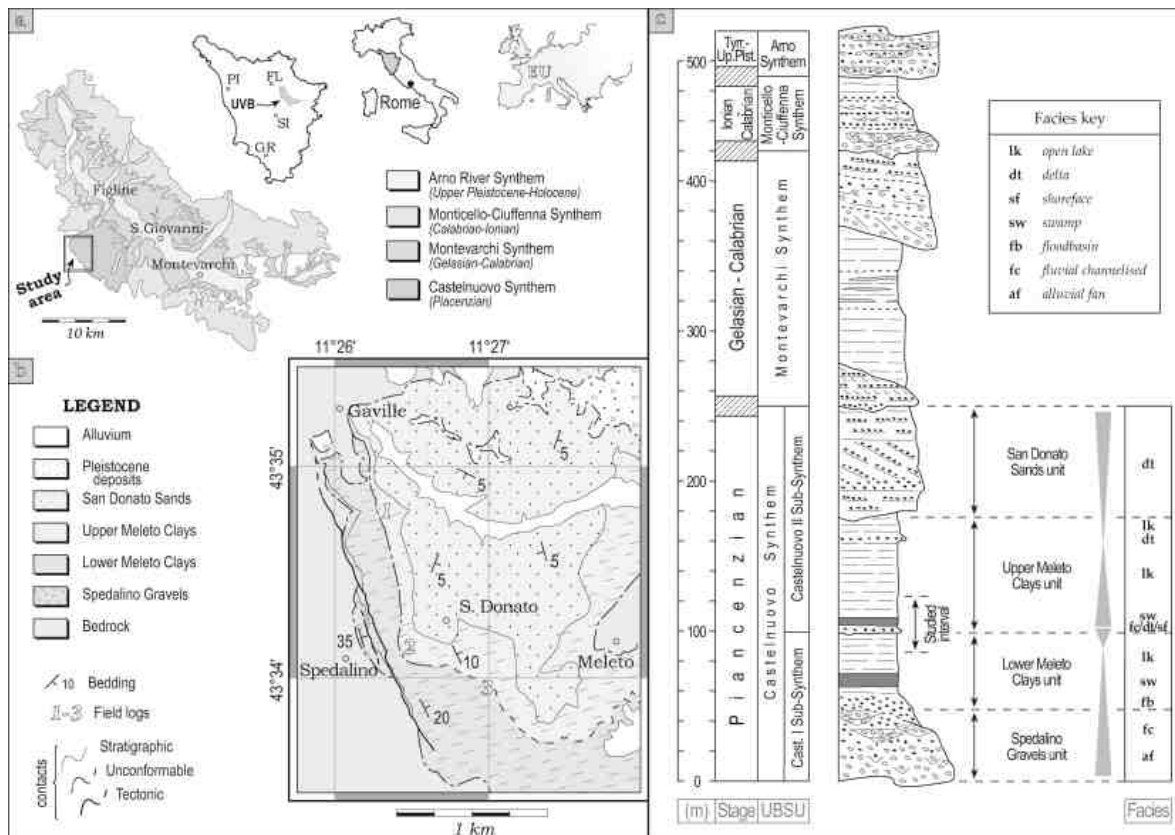 a
PI
FL
UVB
SI
GR
Rome
EU
Figline
S.Giovanni
Montevarchi
Study
area
10 km
Arno River Synthem
(Upper Pleistocene-Holocene)
Monticello-Ciuffenna Synthem
(Calabrian-Ionian)
Montevarchi Synthem
(Gelasian-Calabrian)
Castelnuovo Synthem
(Piacenzian)
b
LEGEND
Alluvium
Pleistocene
deposits
San Donato Sands
Upper Meleto Clays
Lower Meleto Clays
Spedalino Gravels
Bedrock
10 Bedding
1-3 Field logs
contacts
Stratigraphic
Unconformable
Tectonic
11°26'
11°27'
43°35'
43°34'
Gaville
5
5
5
5
S. Donato
35
Spedalino
10
20
Meleto
1 km
500
400
300
200
100
0
Tyrr.-
Up.Pist.
Ionian
Calabrian
Gelasian - Calabrian
Piancenzian
Arno
Synthem
Monticello
-Ciuffenna
Synthem
Montevarchi Synthem
Castelnuovo Synthem
Castelnuovo II Sub-Synthem
Cast. I Sub-Synthem
(m)
Stage
UBSU
Facies key
lk open lake
dt delta
sf shoreface
sw swamp
fb floodbasin
fc fluvial channelised
af alluvial fan
San Donato
Sands unit
Upper Meleto
Clays unit
Studied
interval
Lower Meleto
Clays unit
Spedalino
Gravels unit
dt
lk
dt
lk
sw
fc/dt/sf
lk
sw
fb
fc
af
Facies